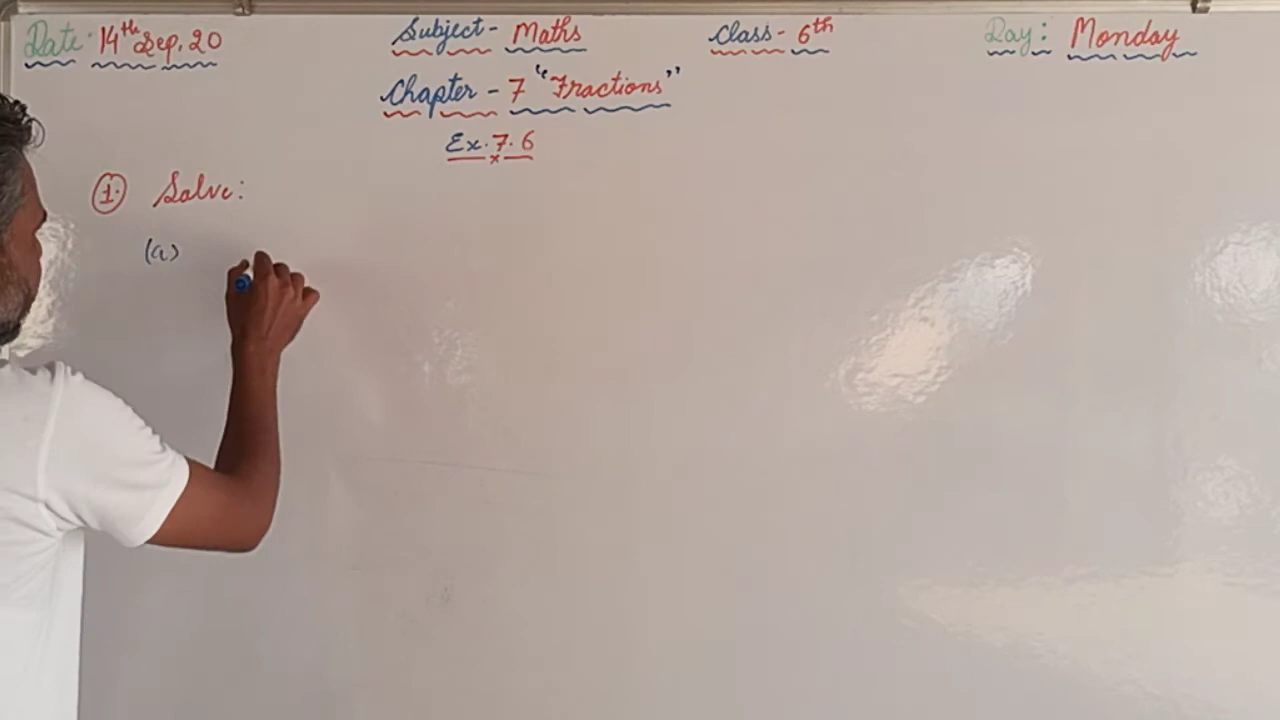 Date: 14th Sep. 20 Subject - Maths Class - 6th Day: Monday
Chapter - 7 "Fractions"
Ex. 7.6
1. Solve:
(a)